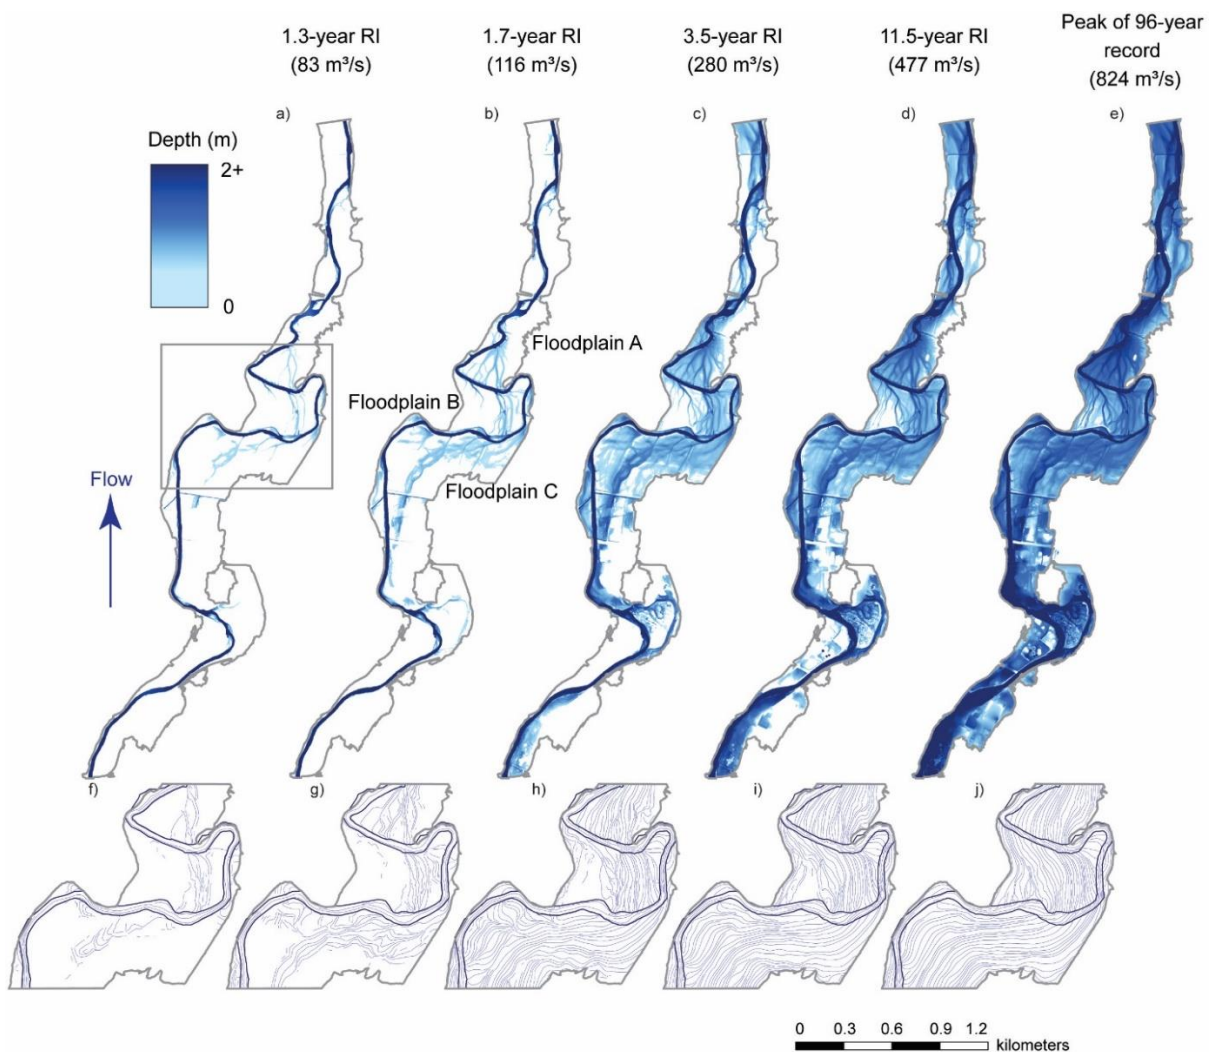 1.3-year RI
(83 m³/s)
1.7-year RI
(116 m³/s)
3.5-year RI
(280 m³/s)
11.5-year RI
(477 m³/s)
Peak of 96-year
record
(824 m³/s)
a)
b)
c)
d)
e)
Depth (m)
2+
0
Floodplain A
Floodplain B
Floodplain C
Flow
f)
g)
h)
i)
j)
0 0.3 0.6 0.9 1.2
kilometers